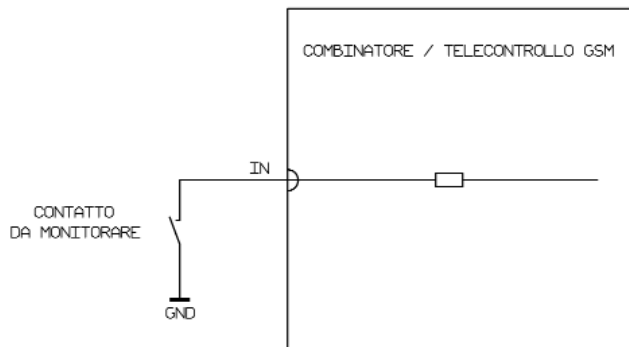 COMBINATORE / TELECONTROLLO GSM
IN
CONTATTO
DA MONITORARE
GND